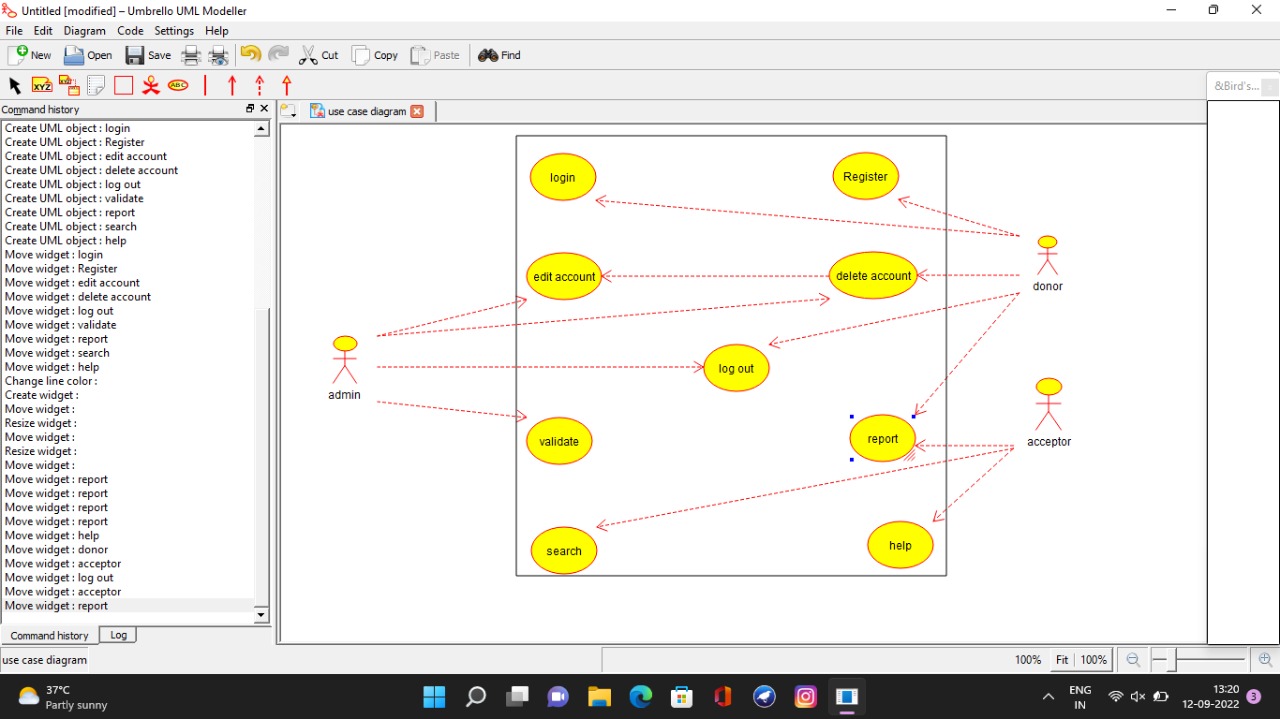 Untitled [modified] – Umbrello UML Modeller
File Edit Diagram Code Settings Help
New Open Save Cut Copy Paste Find
XYZ ABC
&Bird's...
Command history
use case diagram
Create UML object : login
Create UML object : Register
Create UML object : edit account
Create UML object : delete account
Create UML object : log out
Create UML object : validate
Create UML object : report
Create UML object : search
Create UML object : help
Move widget : login
Move widget : Register
Move widget : edit account
Move widget : delete account
Move widget : log out
Move widget : validate
Move widget : report
Move widget : search
Move widget : help
Change line color :
Create widget :
Move widget :
Resize widget :
Move widget :
Resize widget :
Move widget :
Move widget : report
Move widget : report
Move widget : report
Move widget : report
Move widget : help
Move widget : donor
Move widget : acceptor
Move widget : log out
Move widget : acceptor
Move widget : report
Command history Log
login
Register
edit account
delete account
donor
log out
admin
validate
report
acceptor
search
help
use case diagram
100% Fit 100%
37°C
Partly sunny
ENG
IN
13:20
12-09-2022
3